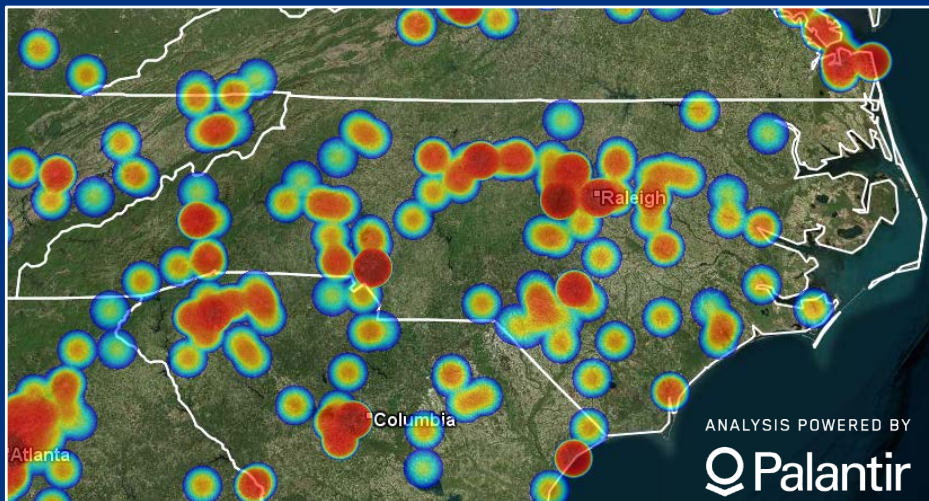 Raleigh
Columbia
Atlanta
ANALYSIS POWERED BY
Palantir